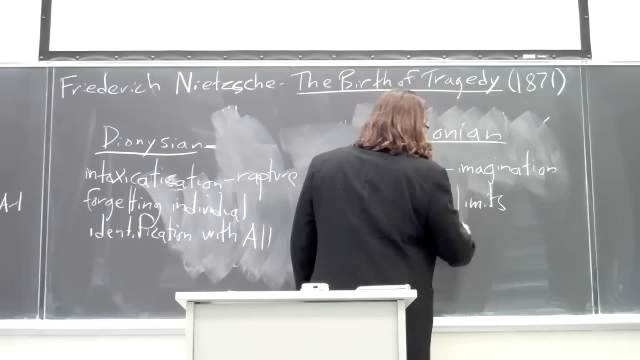 Friederich Nietzsche - The Birth of Tragedy (1871)
Dionysian -
intoxication - rapture
forgetting individual
identification with All
onian
- imagination
limits